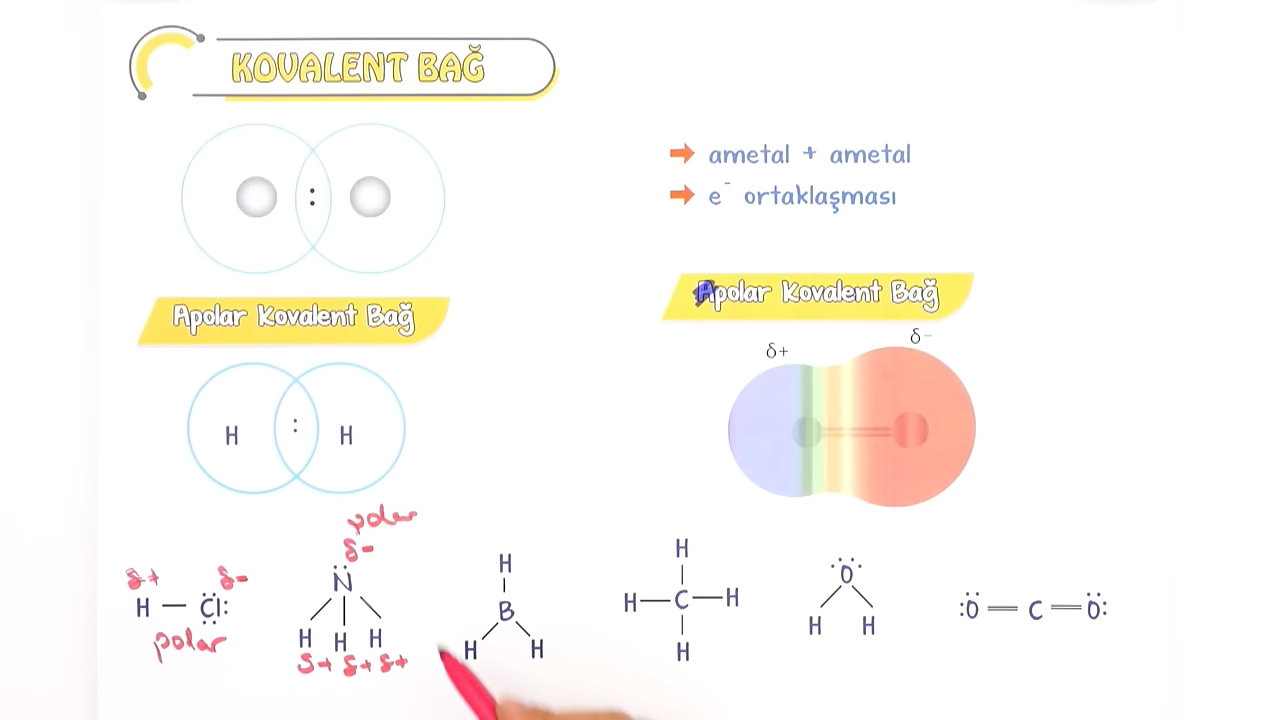 KOVALENT BAĞ
:
→ ametal + ametal
→ e⁻ ortaklaşması
Apolar Kovalent Bağ
H : H
Apolar Kovalent Bağ
δ+ δ-
δ+ δ-
H — Cl:
polar
polar
δ-
N
H H H
δ+ δ+ δ+
H
B
H H
H
H—C—H
H
O
H H
:O = C = O: